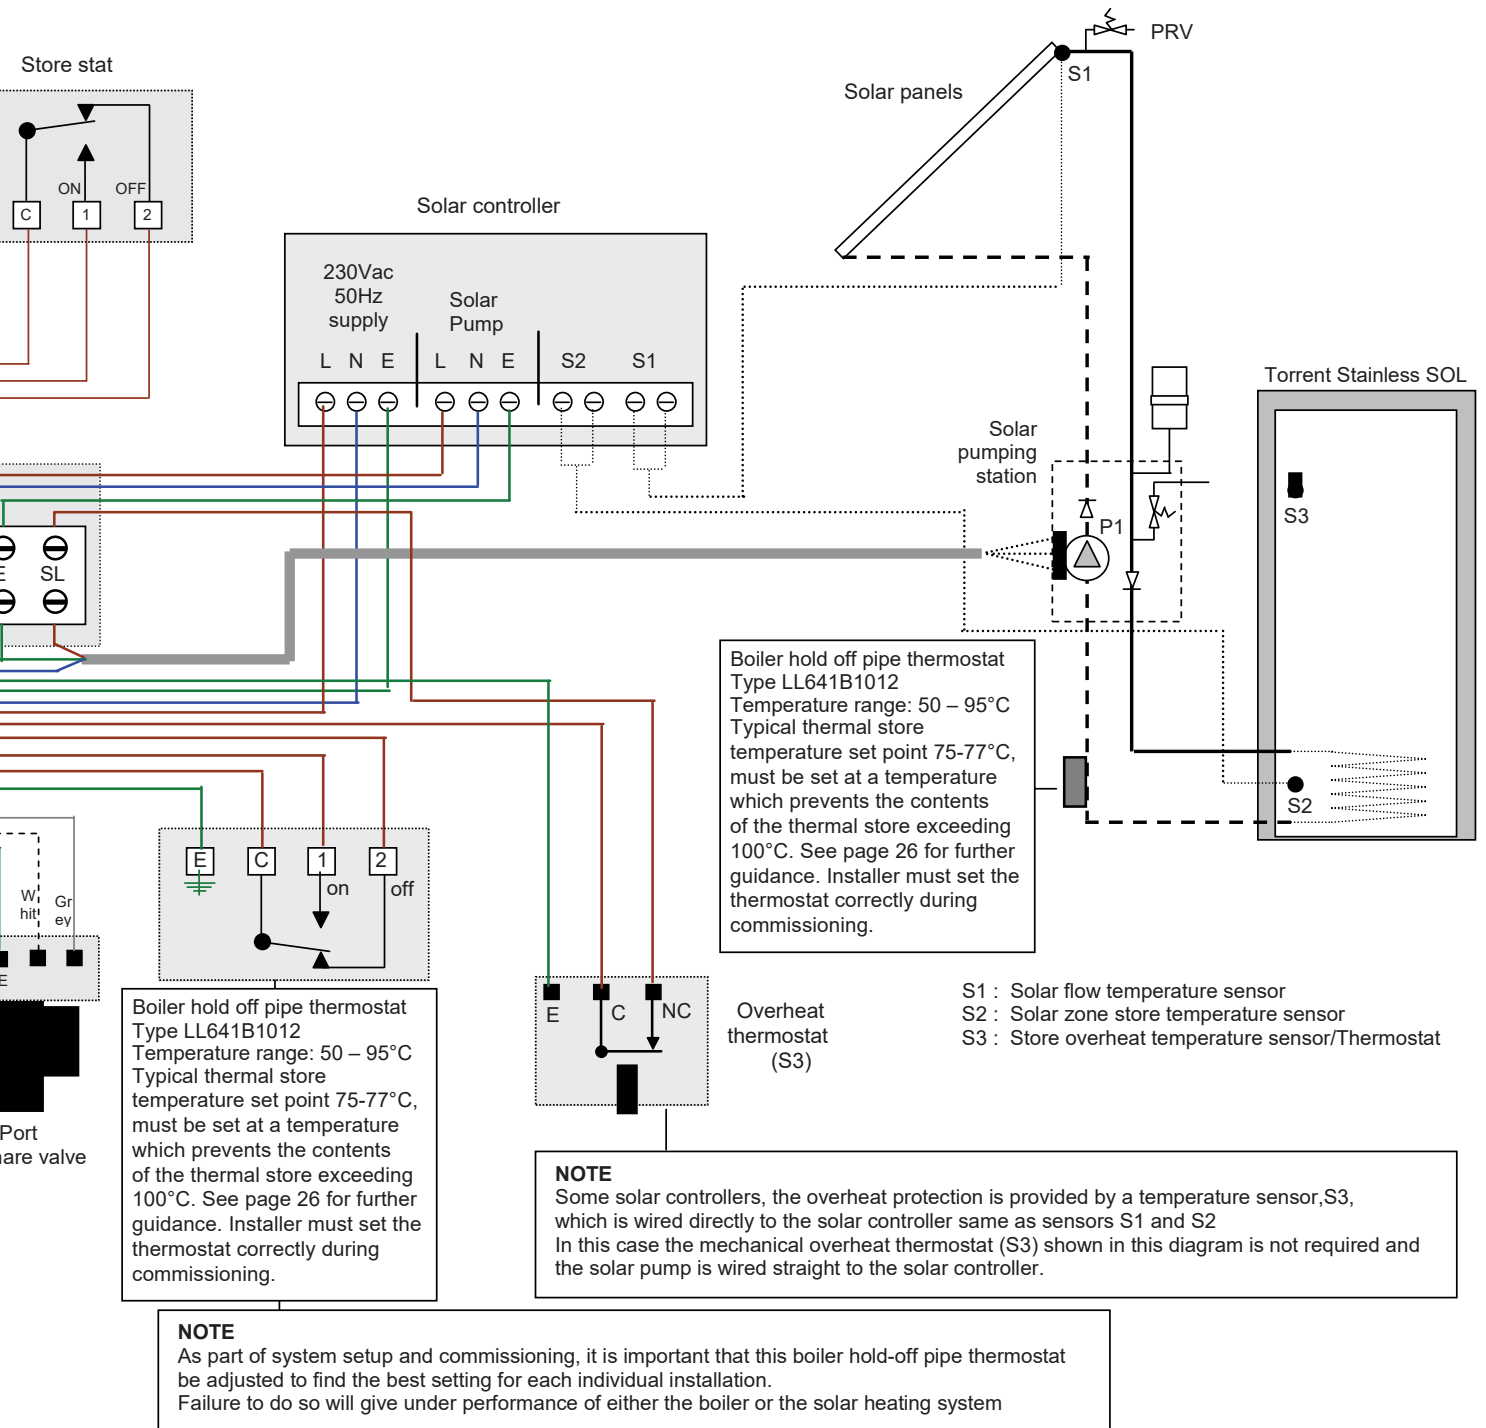 PRV
Store stat
S1
Solar panels
ON OFF
C 1 2
Solar controller
230Vac
50Hz
supply
Solar
Pump
L N E L N E S2 S1
Torrent Stainless SOL
Solar
pumping
station
S3
P1
E SL
Boiler hold off pipe thermostat
Type LL641B1012
Temperature range: 50 – 95°C
Typical thermal store
temperature set point 75-77°C,
must be set at a temperature
which prevents the contents
of the thermal store exceeding
100°C. See page 26 for further
guidance. Installer must set the
thermostat correctly during
commissioning.
S2
E C 1 2
on off
W
hit
Gr
ey
E
Boiler hold off pipe thermostat
Type LL641B1012
Temperature range: 50 – 95°C
Typical thermal store
temperature set point 75-77°C,
must be set at a temperature
which prevents the contents
of the thermal store exceeding
100°C. See page 26 for further
guidance. Installer must set the
thermostat correctly during
commissioning.
E C NC
Overheat
thermostat
(S3)
S1 : Solar flow temperature sensor
S2 : Solar zone store temperature sensor
S3 : Store overheat temperature sensor/Thermostat
Port
are valve
NOTE
Some solar controllers, the overheat protection is provided by a temperature sensor,S3,
which is wired directly to the solar controller same as sensors S1 and S2
In this case the mechanical overheat thermostat (S3) shown in this diagram is not required and
the solar pump is wired straight to the solar controller.
NOTE
As part of system setup and commissioning, it is important that this boiler hold-off pipe thermostat
be adjusted to find the best setting for each individual installation.
Failure to do so will give under performance of either the boiler or the solar heating system